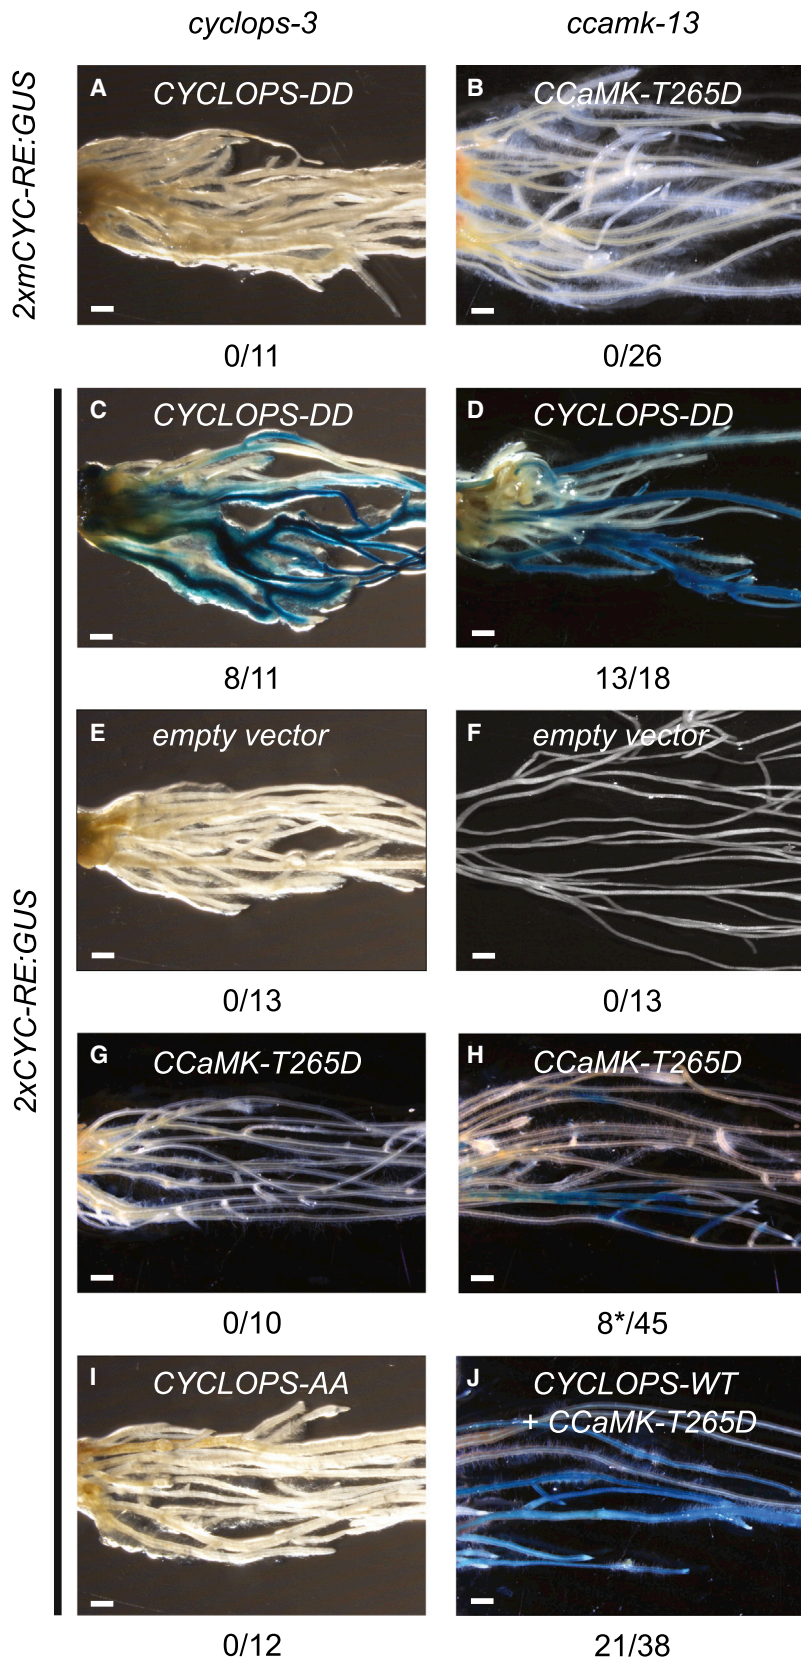 cyclops-3
ccamk-13
2xmCYC-RE:GUS
A CYCLOPS-DD
B CCaMK-T265D
0/11
0/26
2xCYC-RE:GUS
C CYCLOPS-DD
D CYCLOPS-DD
8/11
13/18
E empty vector
F empty vector
0/13
0/13
G CCaMK-T265D
H CCaMK-T265D
0/10
8*/45
I CYCLOPS-AA
J CYCLOPS-WT
+ CCaMK-T265D
0/12
21/38